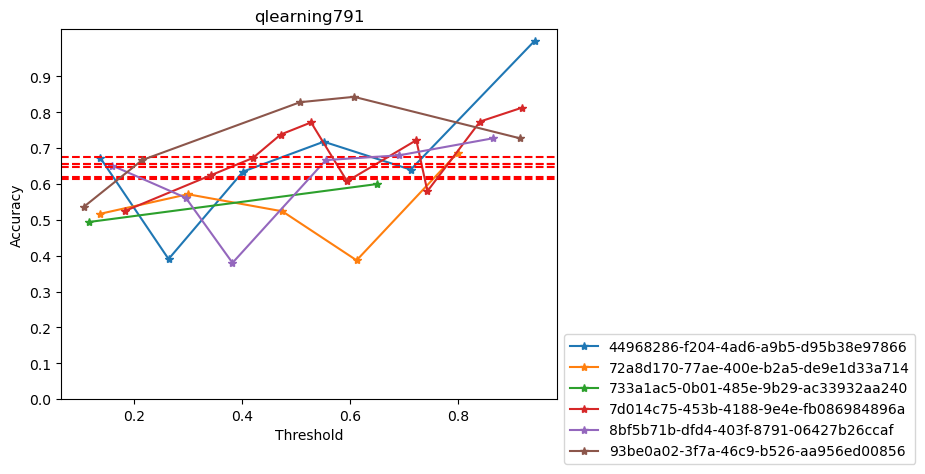 qlearning791
Accuracy
0.9
0.8
0.7
0.6
0.5
0.4
0.3
0.2
0.1
0.0
0.2 0.4 0.6 0.8
Threshold
44968286-f204-4ad6-a9b5-d95b38e97866
72a8d170-77ae-400e-b2a5-de9e1d33a714
733a1ac5-0b01-485e-9b29-ac33932aa240
7d014c75-453b-4188-9e4e-fb086984896a
8bf5b71b-dfd4-403f-8791-06427b26ccaf
93be0a02-3f7a-46c9-b526-aa956ed00856